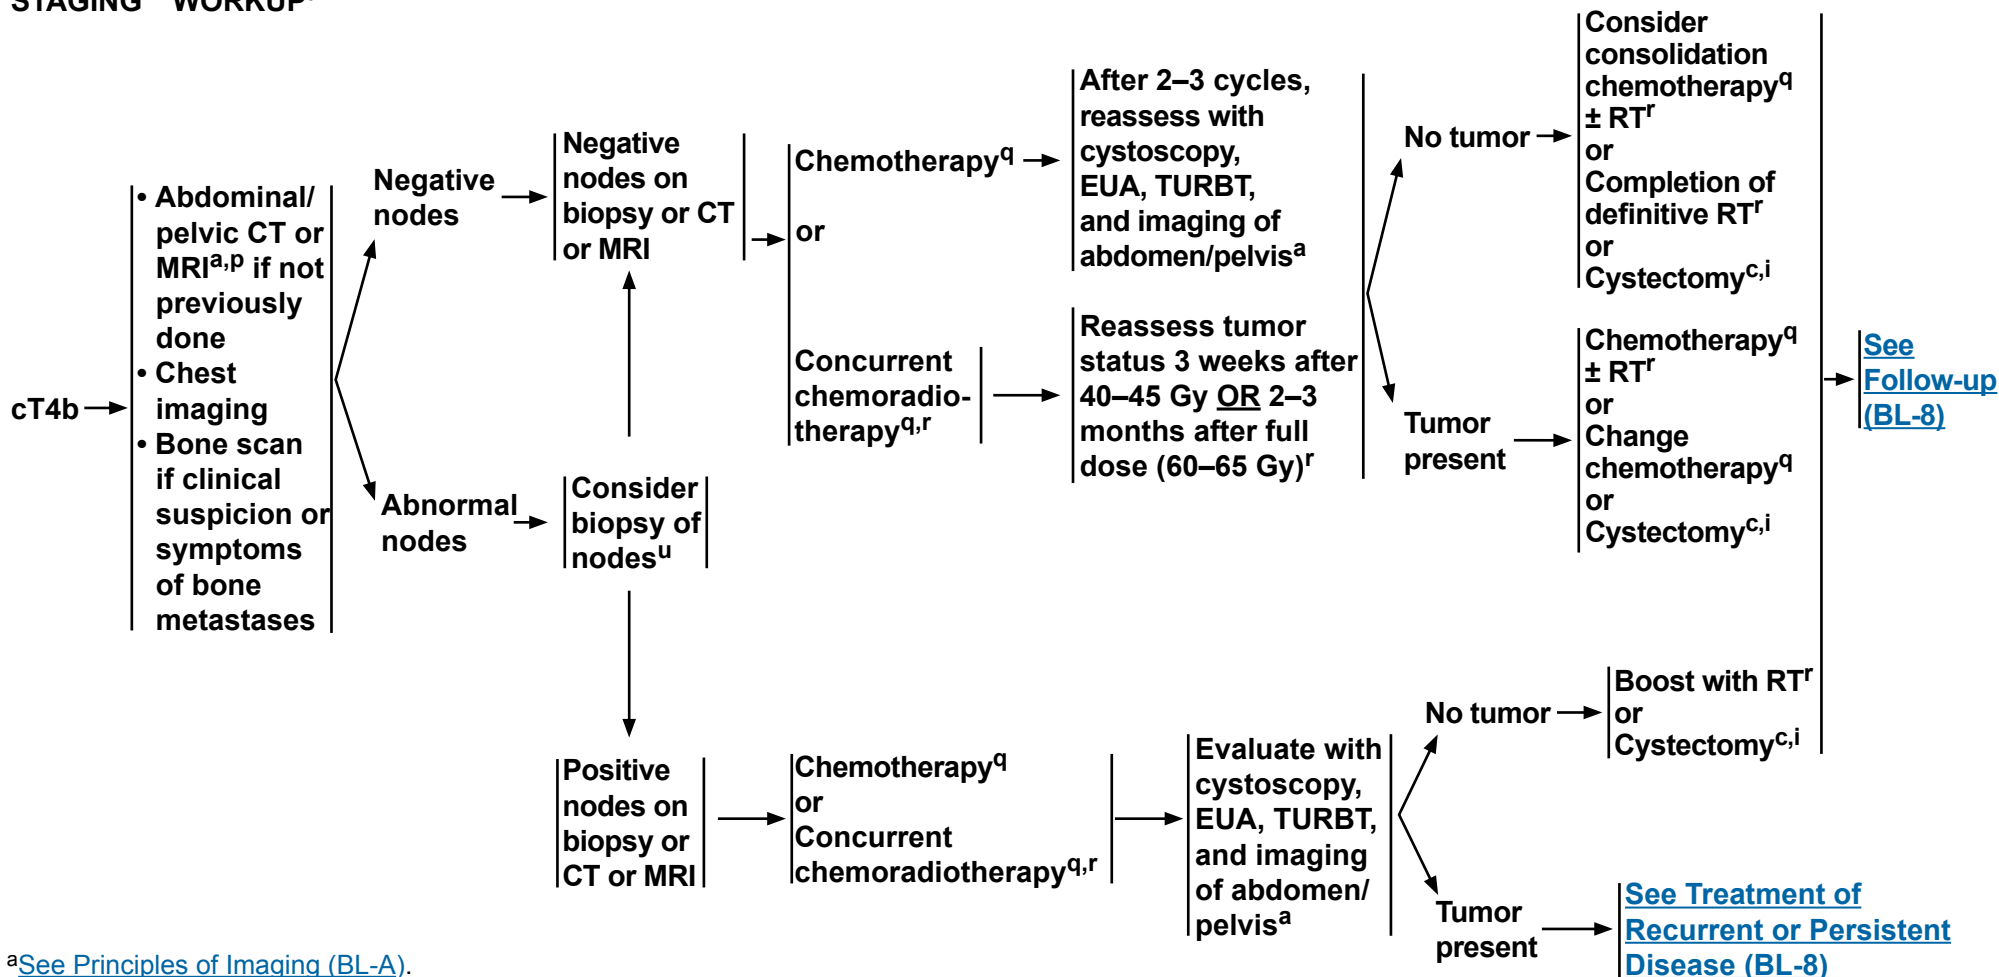 STAGING WORKUP
cT4b
• Abdominal/
pelvic CT or
MRIa,p if not
previously
done
• Chest
imaging
• Bone scan
if clinical
suspicion or
symptoms
of bone
metastases
Negative
nodes
Abnormal
nodes
Negative
nodes on
biopsy or CT
or MRI
Consider
biopsy of
nodesu
Positive
nodes on
biopsy or
CT or MRI
Chemotherapyq
or
Concurrent
chemoradio-
therapyq,r
After 2–3 cycles,
reassess with
cystoscopy,
EUA, TURBT,
and imaging of
abdomen/pelvisa
Reassess tumor
status 3 weeks after
40–45 Gy OR 2–3
months after full
dose (60–65 Gy)r
No tumor
Tumor
present
Consider
consolidation
chemotherapyq
± RTr
or
Completion of
definitive RTr
or
Cystectomyc,i
Chemotherapyq
± RTr
or
Change
chemotherapyq
or
Cystectomyc,i
See
Follow-up
(BL-8)
Chemotherapyq
or
Concurrent
chemoradiotherapyq,r
Evaluate with
cystoscopy,
EUA, TURBT,
and imaging
of abdomen/
pelvisa
No tumor
Tumor
present
Boost with RTr
or
Cystectomyc,i
See Treatment of
Recurrent or Persistent
Disease (BL-8)
aSee Principles of Imaging (BL-A).